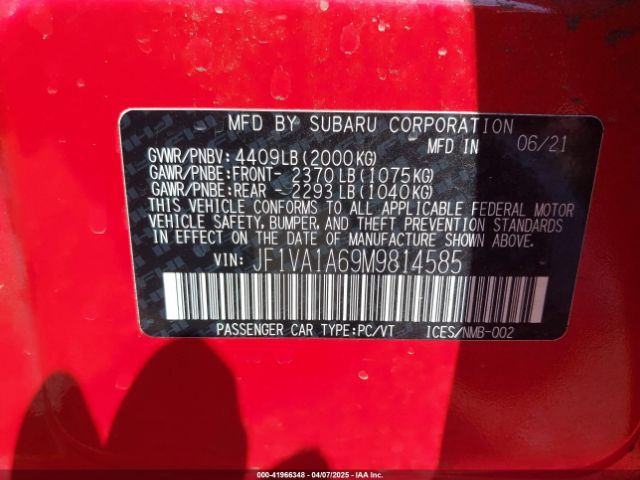 MFD BY SUBARU CORPORATION
MFD IN 06/21
GVWR/PNBV: 4409LB (2000KG)
GAWR/PNBE:FRONT- 2370 LB (1075KG)
GAWR/PNBE:REAR - 2293 LB (1040KG)
THIS VEHICLE CONFORMS TO ALL APPLICABLE FEDERAL MOTOR
VEHICLE SAFETY, BUMPER, AND THEFT PREVENTION STANDARDS
IN EFFECT ON THE DATE OF MANUFACTURE SHOWN ABOVE.
VIN: JF1VA1A69M9814585
PASSENGER CAR TYPE:PC/VT ICES/NMB-002
000-41966348 - 04/07/2025 - IAA Inc.